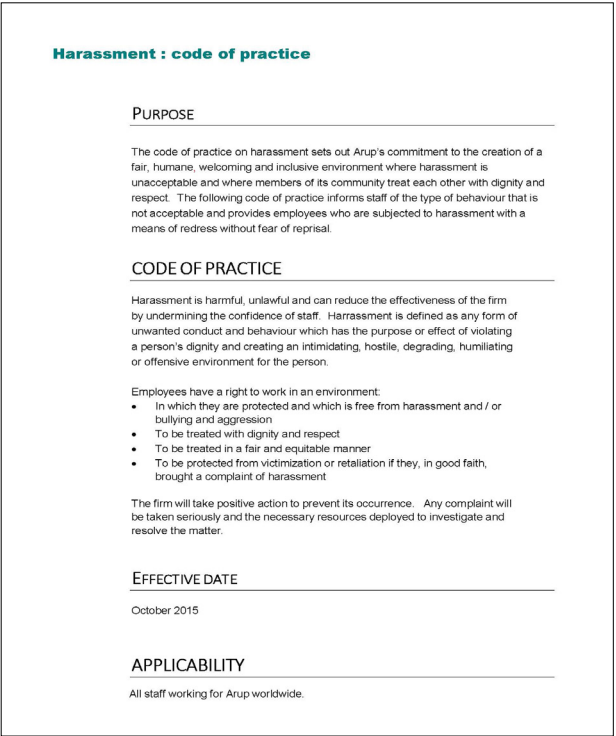 Harassment : code of practice
PURPOSE
The code of practice on harassment sets out Arup's commitment to the creation of a
fair, humane, welcoming and inclusive environment where harassment is
unacceptable and where members of its community treat each other with dignity and
respect. The following code of practice informs staff of the type of behaviour that is
not acceptable and provides employees who are subjected to harassment with a
means of redress without fear of reprisal.
CODE OF PRACTICE
Harassment is harmful, unlawful and can reduce the effectiveness of the firm
by undermining the confidence of staff. Harrassment is defined as any form of
unwanted conduct and behaviour which has the purpose or effect of violating
a person's dignity and creating an intimidating, hostile, degrading, humiliating
or offensive environment for the person.
Employees have a right to work in an environment:
• In which they are protected and which is free from harassment and / or
bullying and aggression
• To be treated with dignity and respect
• To be treated in a fair and equitable manner
• To be protected from victimization or retaliation if they, in good faith,
brought a complaint of harassment
The firm will take positive action to prevent its occurrence. Any complaint will
be taken seriously and the necessary resources deployed to investigate and
resolve the matter.
EFFECTIVE DATE
October 2015
APPLICABILITY
All staff working for Arup worldwide.